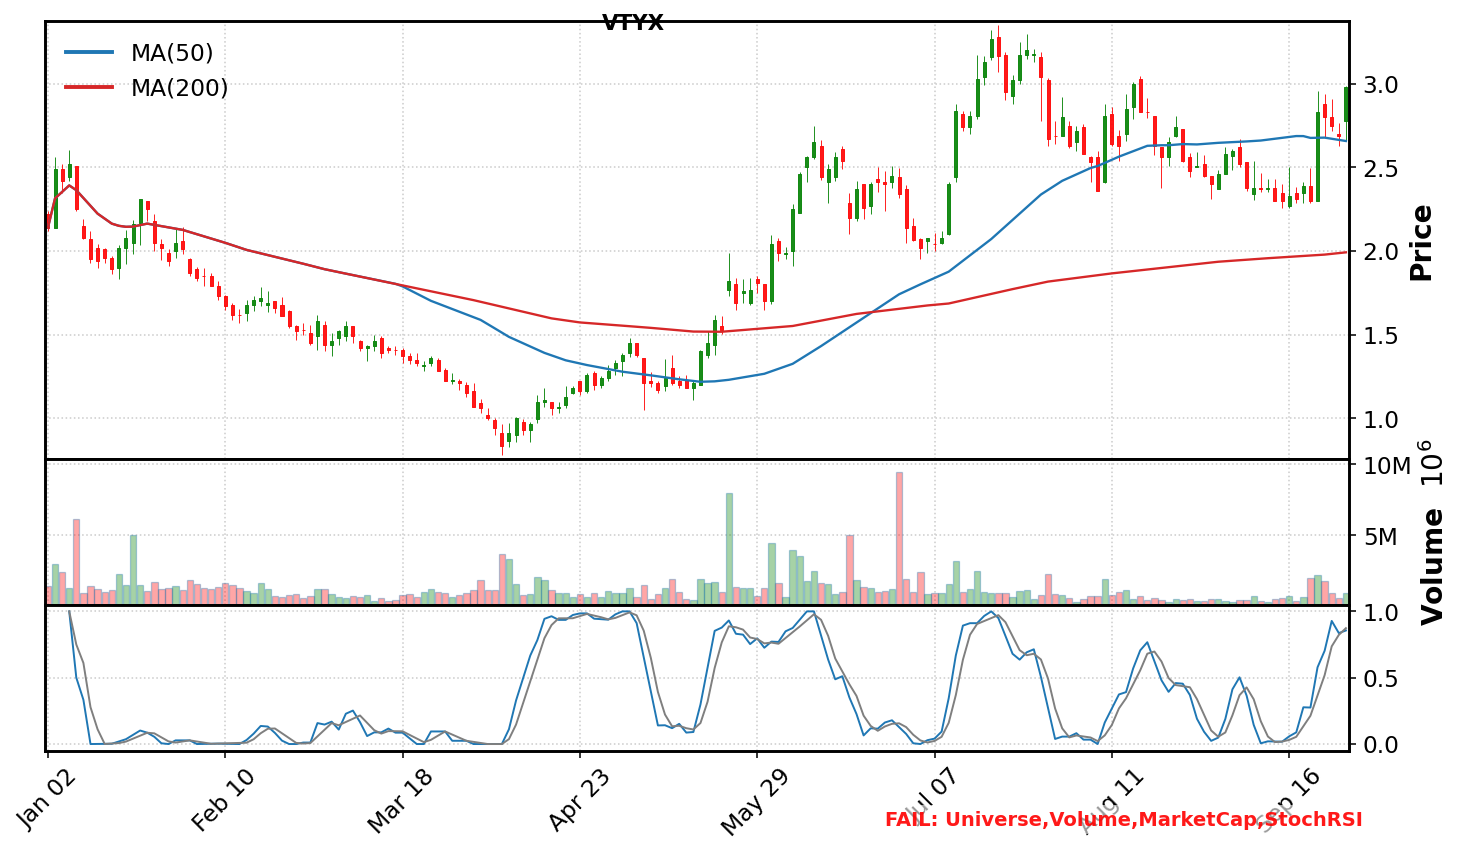 VTYX
MA(50)
MA(200)
3.0
2.5
2.0
1.5
1.0
Price
10M
5M
Volume 10^6
1.0
0.5
0.0
Jan 02
Feb 10
Mar 18
Apr 23
May 29
Jul 07
Aug 11
Sep 16
FAIL: Universe,Volume,MarketCap,StochRSI